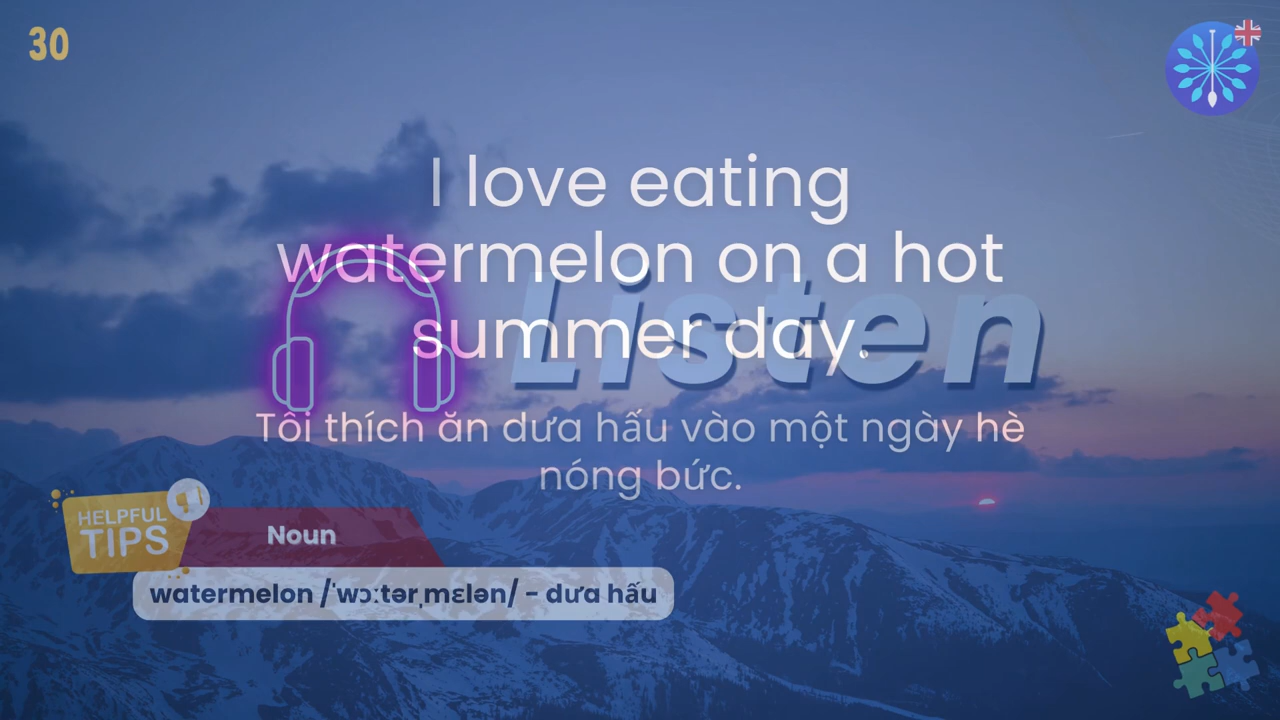 30
I love eating
watermelon on a hot
summer day.
Listen
Tôi thích ăn dưa hấu vào một ngày hè
nóng bức.
HELPFUL
TIPS
Noun
watermelon /ˈwɔːtərˌmɛlən/ - dưa hấu